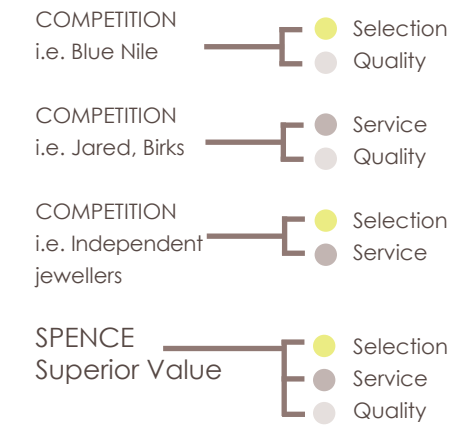 COMPETITION
i.e. Blue Nile
Selection
Quality
COMPETITION
i.e. Jared, Birks
Service
Quality
COMPETITION
i.e. Independent
jewellers
Selection
Service
SPENCE
Superior Value
Selection
Service
Quality